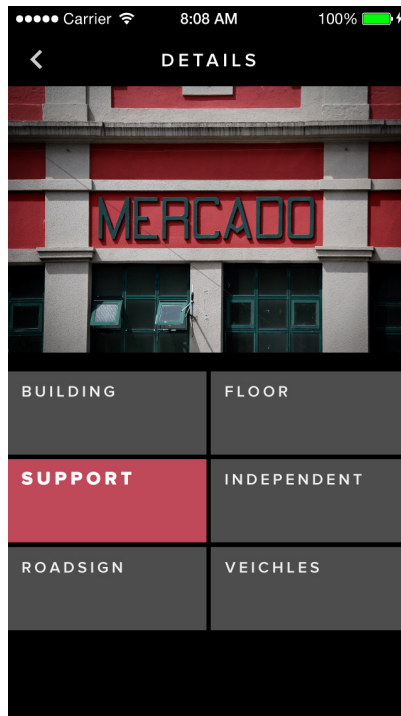 Carrier 8:08 AM 100%
DETAILS
MERCADO
BUILDING FLOOR
SUPPORT INDEPENDENT
ROADSIGN VEICHLES